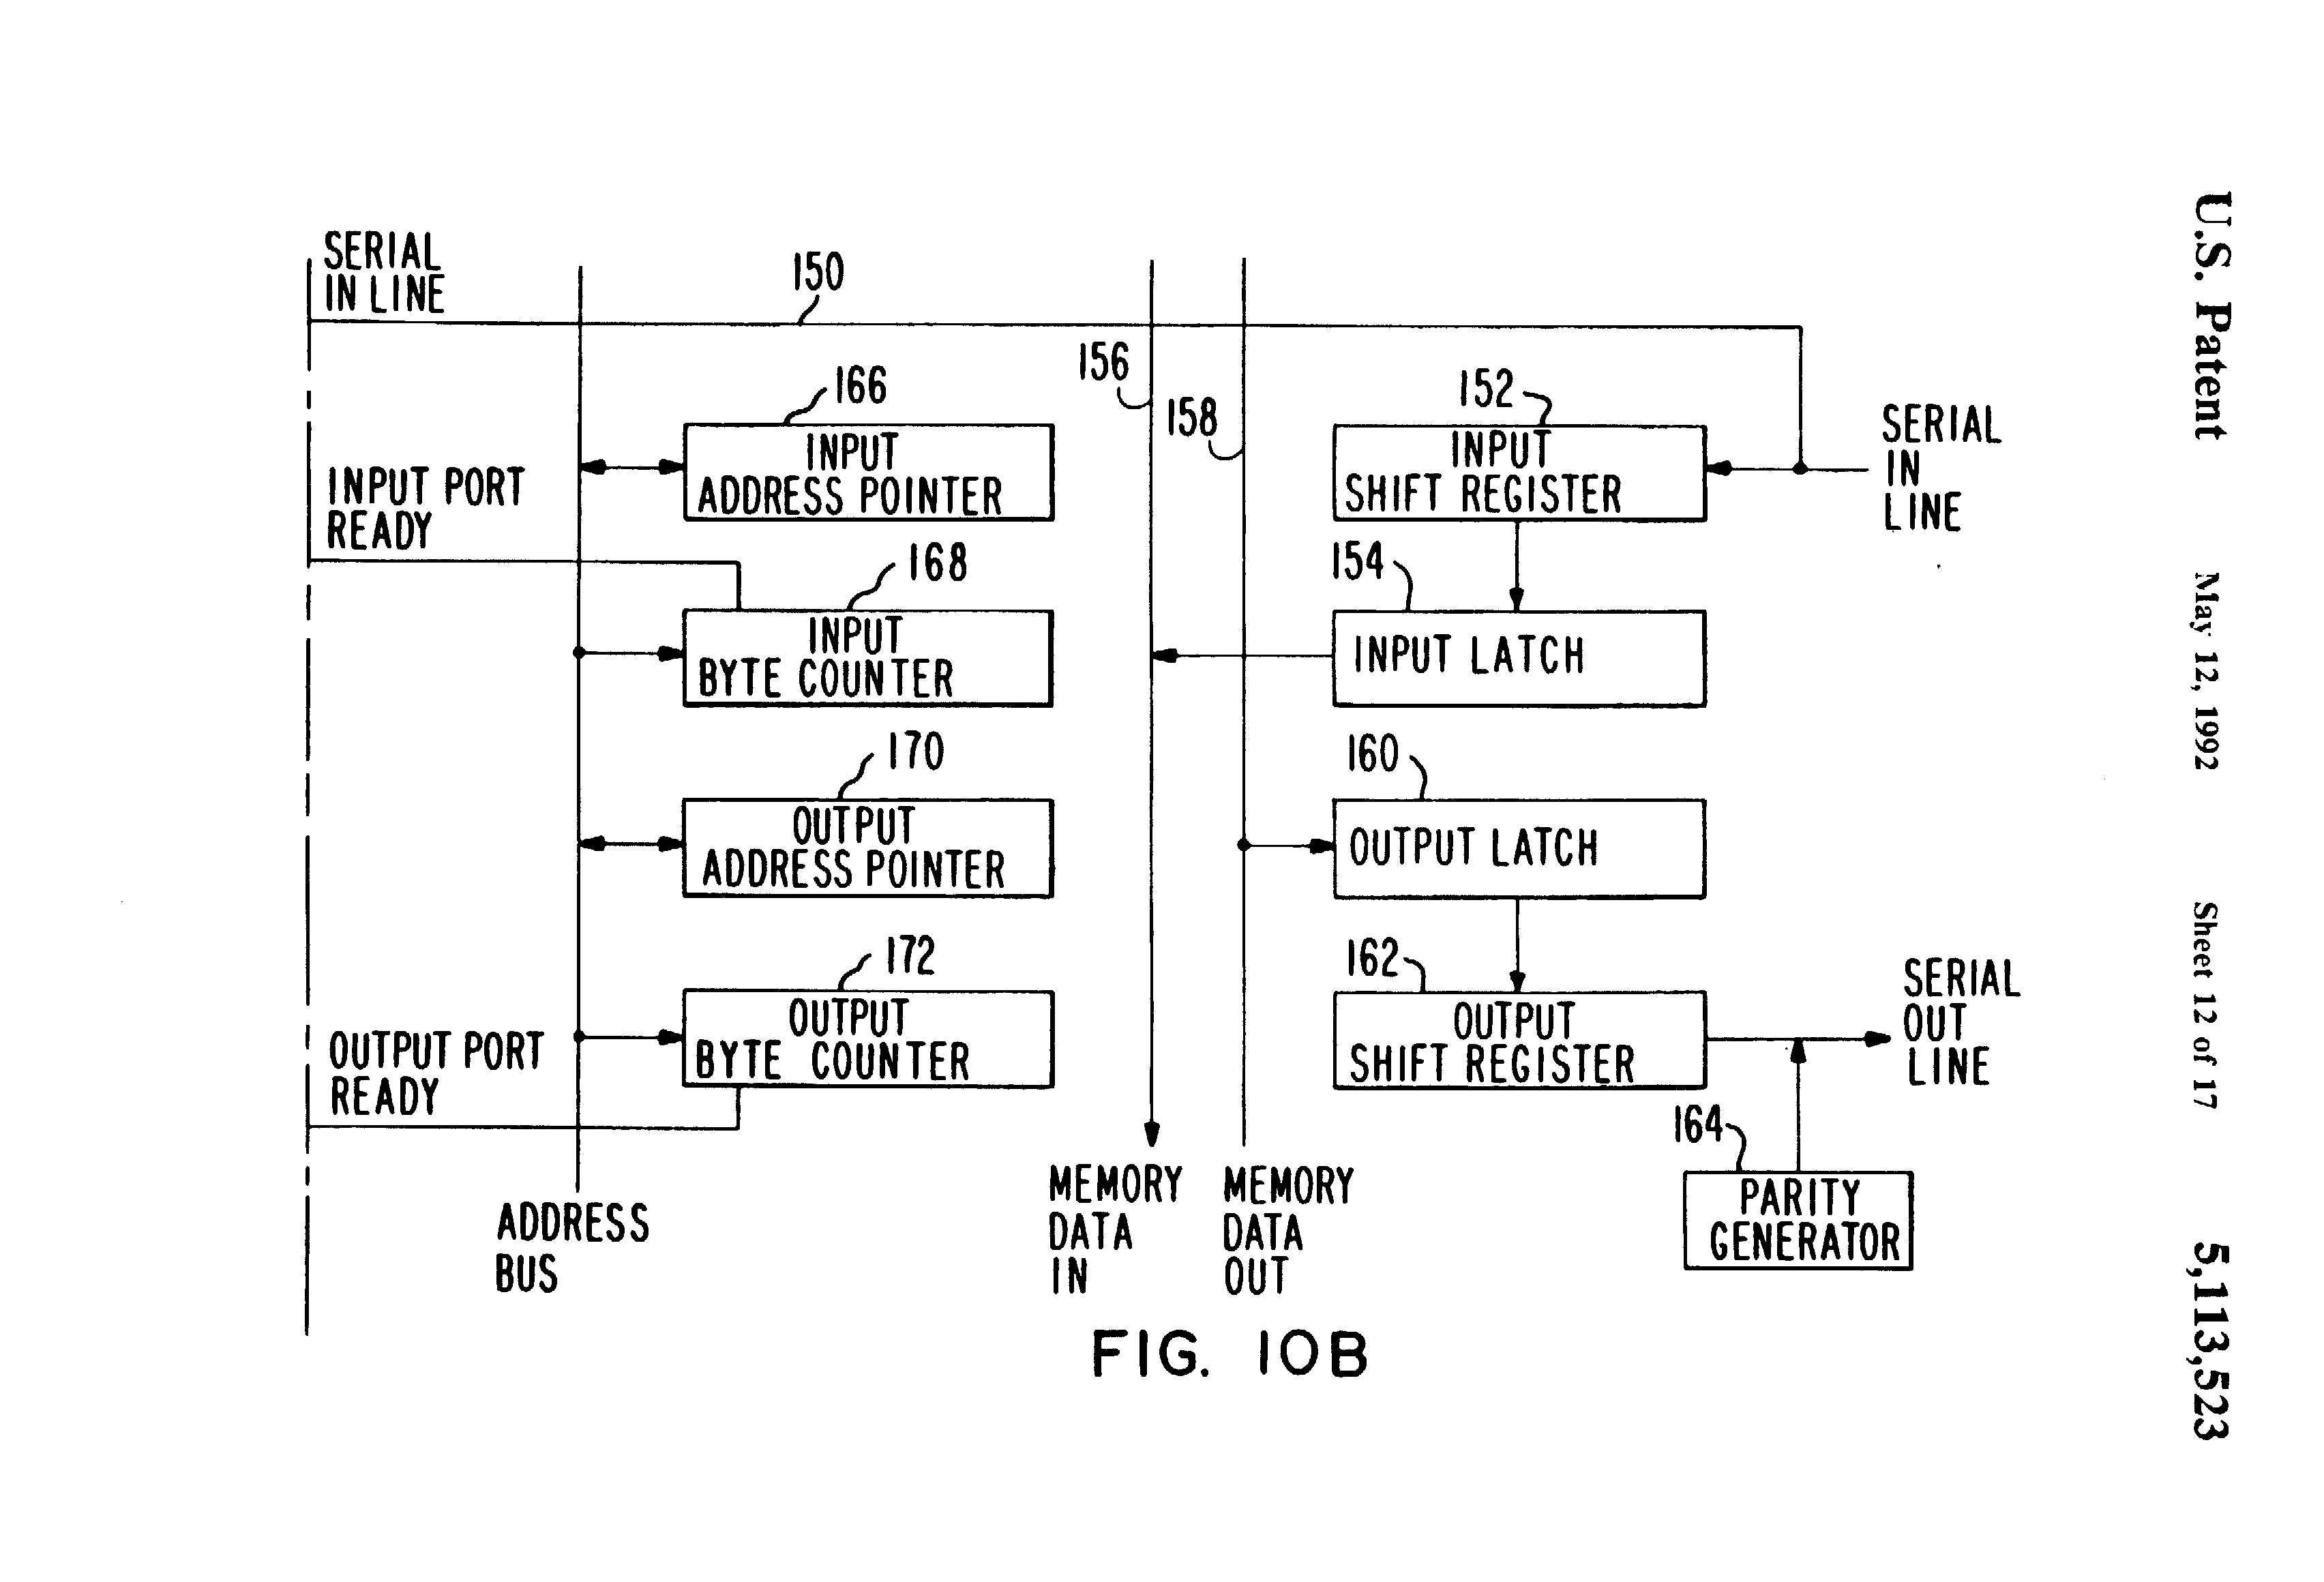 U.S. Patent May 12, 1992 Sheet 12 of 17 5,113,523
SERIAL
IN LINE
150
156
158
166
INPUT
ADDRESS POINTER
152
INPUT
SHIFT REGISTER
SERIAL
IN
LINE
INPUT PORT
READY
168
INPUT
BYTE COUNTER
154
INPUT LATCH
170
OUTPUT
ADDRESS POINTER
160
OUTPUT LATCH
172
OUTPUT
BYTE COUNTER
162
OUTPUT
SHIFT REGISTER
SERIAL
OUT
LINE
OUTPUT PORT
READY
164
PARITY
GENERATOR
ADDRESS
BUS
MEMORY
DATA
IN
MEMORY
DATA
OUT
FIG. 10B